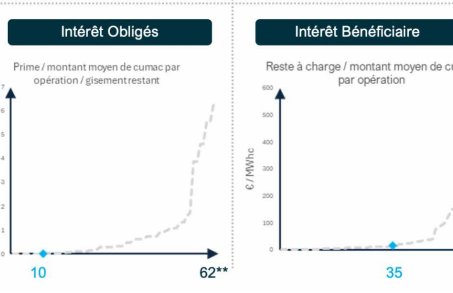 Intérêt Obligés
Prime / montant moyen de cumac par
opération / gisement restant
7
6
5
4
3
2
1
0
10
62**
Intérêt Bénéficiaire
Reste à charge / montant moyen de cu
par opération
€ / MWhc
600
500
400
300
200
100
0
35